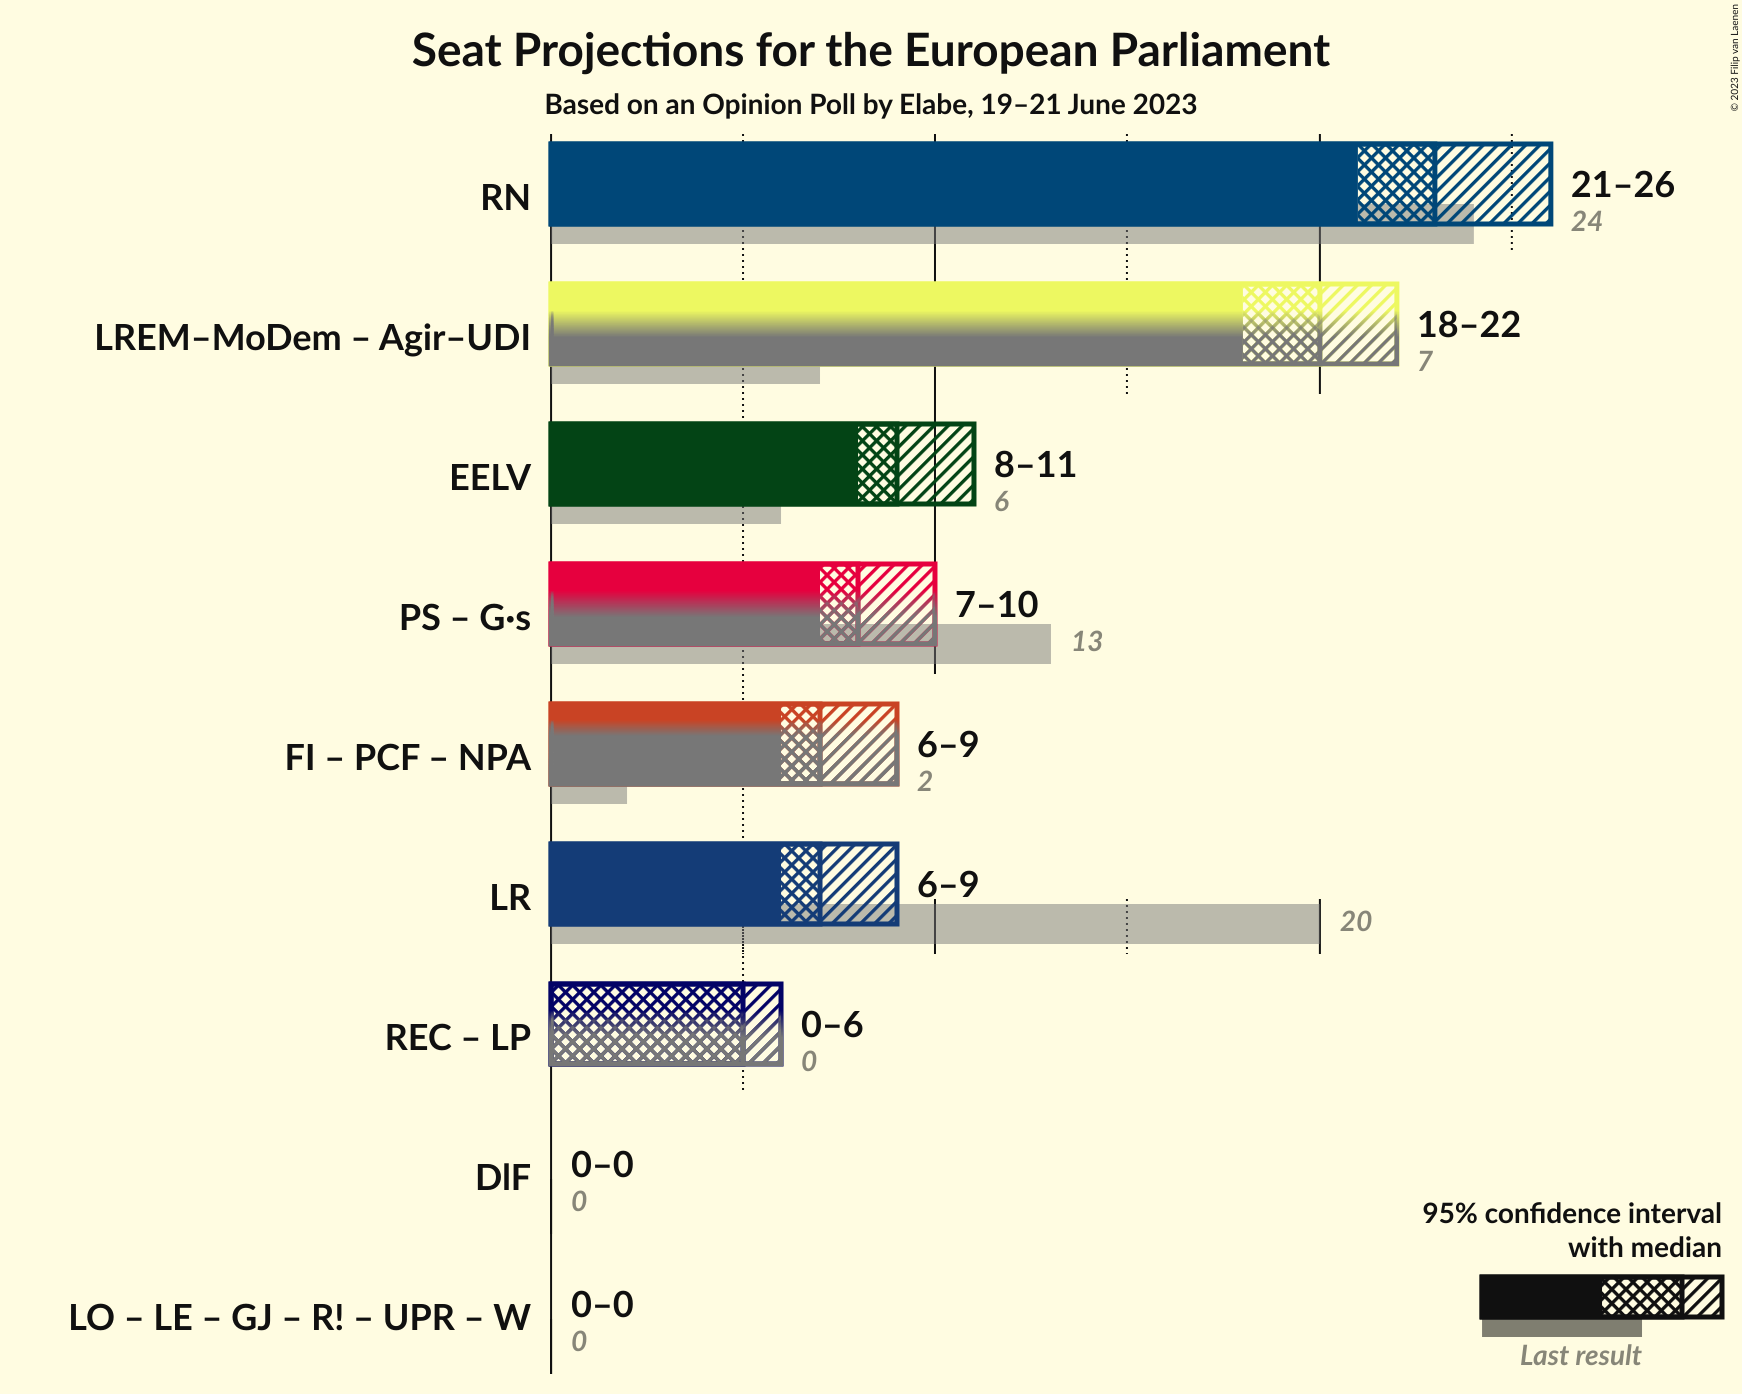 Seat Projections for the European Parliament
Based on an Opinion Poll by Elabe, 19–21 June 2023
© 2023 Filip van Laenen
RN
21–26
24
LREM–MoDem – Agir–UDI
18–22
7
EELV
8–11
6
PS – G·s
7–10
13
FI – PCF – NPA
6–9
2
LR
6–9
20
REC – LP
0–6
0
DlF
0–0
0
LO – LE – GJ – R! – UPR – W
0–0
0
95% confidence interval
with median
Last result